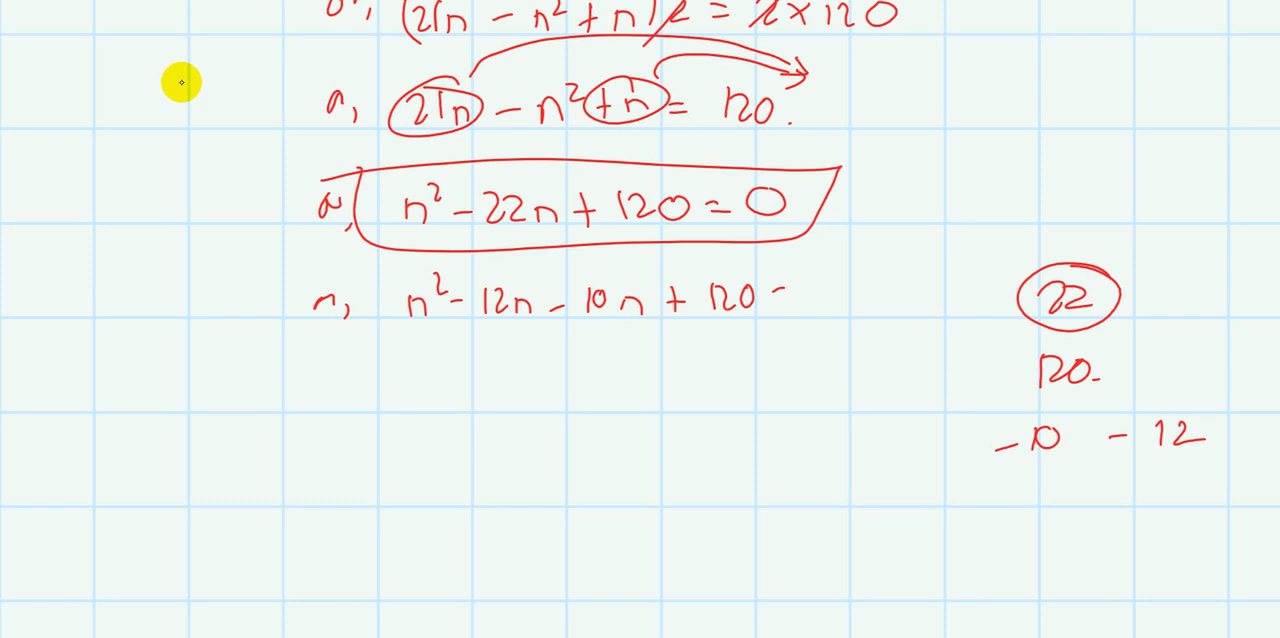 or, (21n - n² + n) 2 = 2 × 120
or, 21n - n² + n = 120.
or, n² - 22n + 120 = 0
or, n² - 12n - 10n + 120 -
22
120.
- 10 - 12